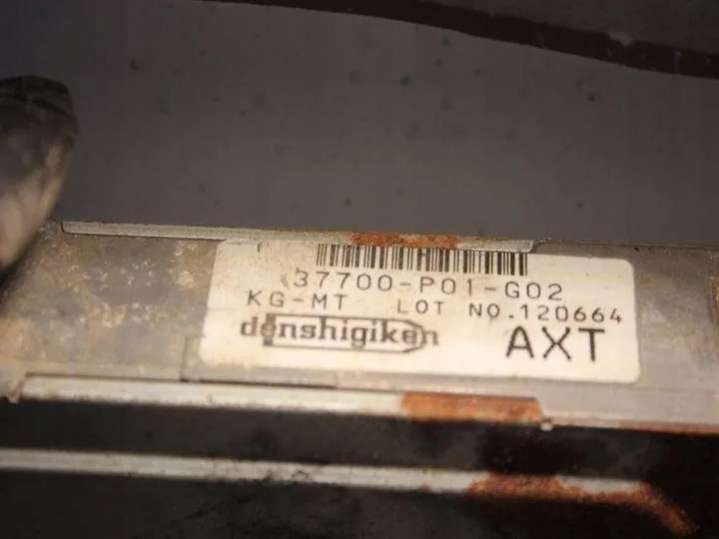 37700-P01-G02
KG-MT LOT NO.120664
denshigiken AXT